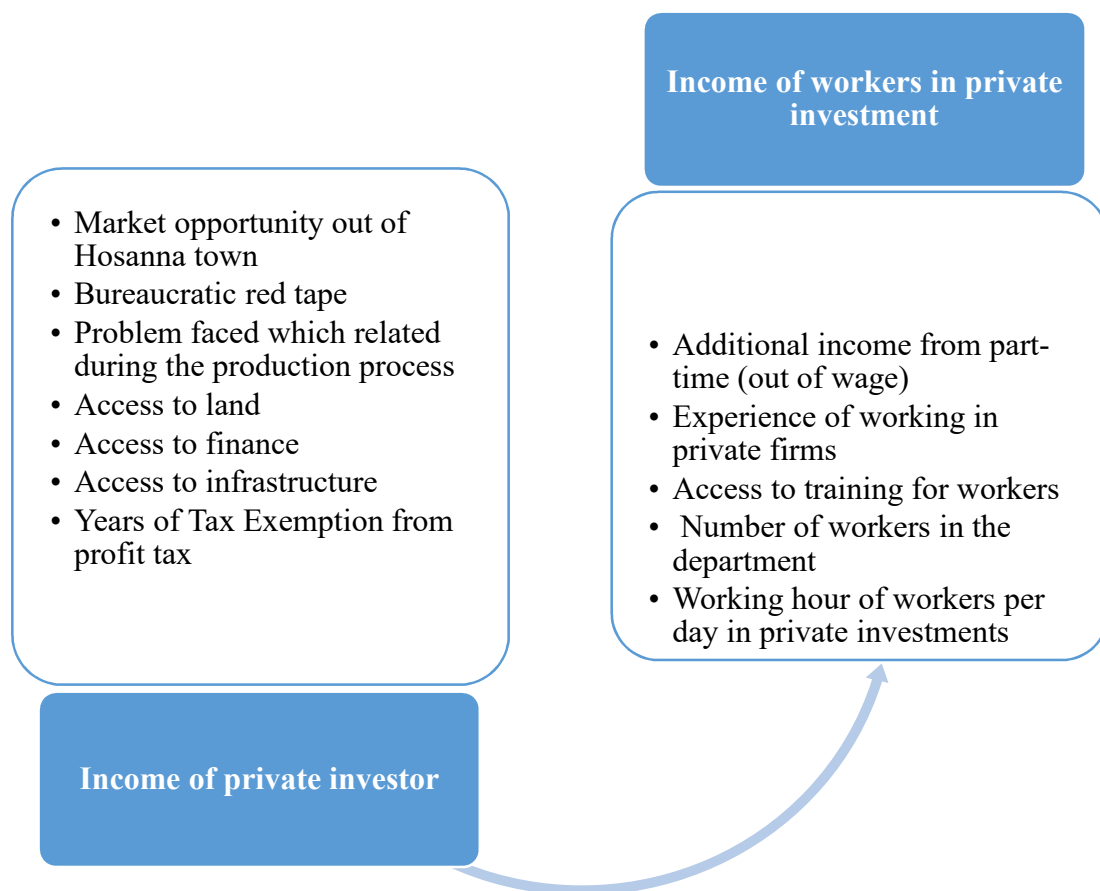 • Market opportunity out of
Hosanna town
• Bureaucratic red tape
• Problem faced which related
during the production process
• Access to land
• Access to finance
• Access to infrastructure
• Years of Tax Exemption from
profit tax
Income of private investor
Income of workers in private
investment
• Additional income from part-
time (out of wage)
• Experience of working in
private firms
• Access to training for workers
• Number of workers in the
department
• Working hour of workers per
day in private investments